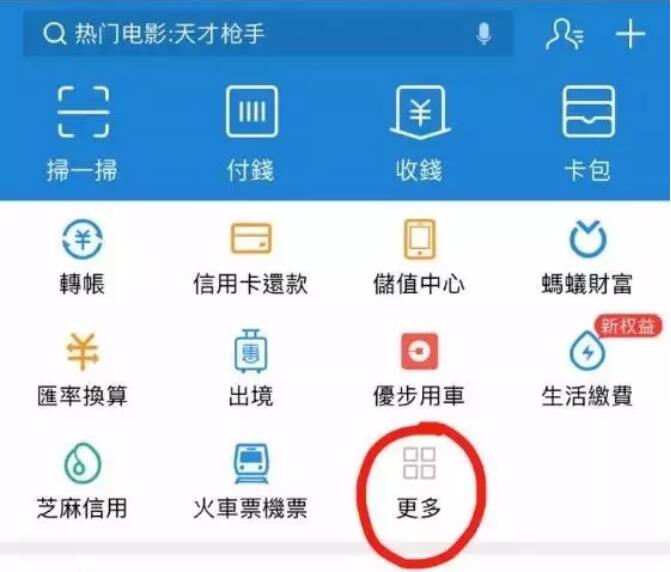 热门电影:天才枪手
掃一掃 付錢 收錢 卡包
轉帳 信用卡還款 儲值中心 螞蟻財富
新权益
匯率換算 出境 優步用車 生活繳費
芝麻信用 火車票機票 更多